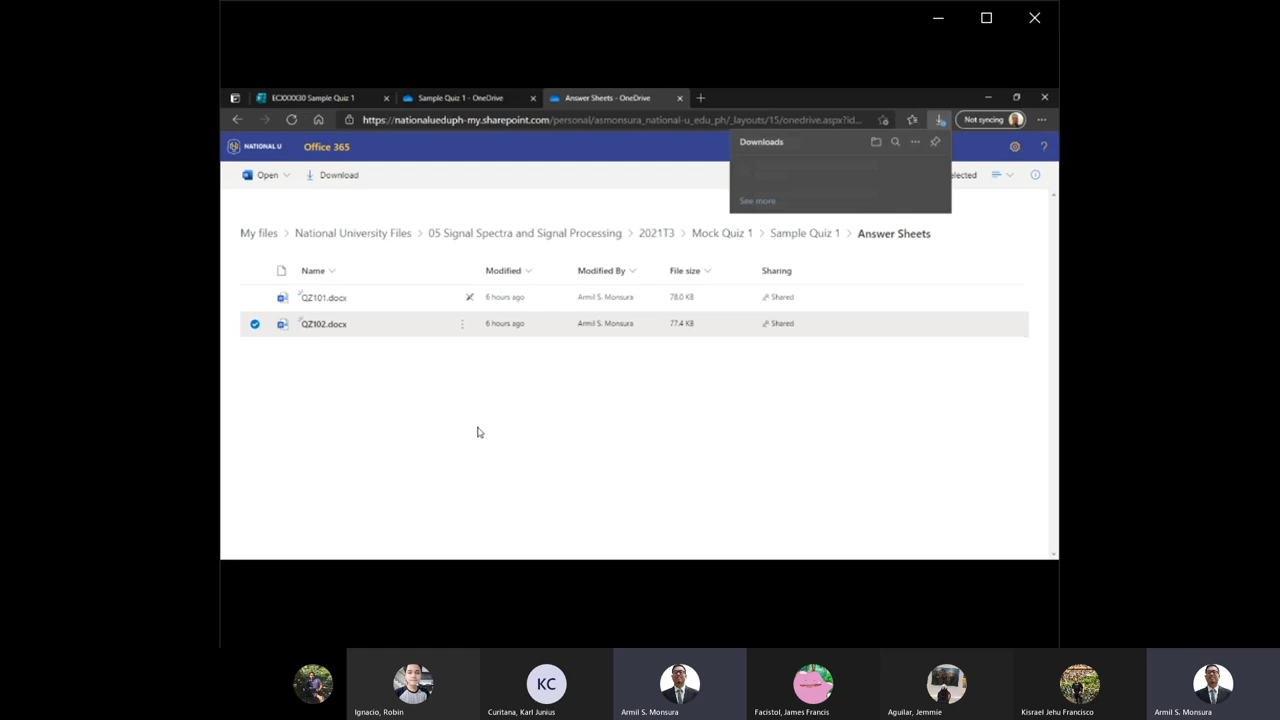 ECXXXX30 Sample Quiz 1
Sample Quiz 1 - OneDrive
Answer Sheets - OneDrive
https://nationalueduph-my.sharepoint.com/personal/asmonsura_national-u_edu_ph/_layouts/15/onedrive.aspx?id...
Not syncing
NATIONAL U
Office 365
Downloads
See more
Open
Download
elected
My files > National University Files > 05 Signal Spectra and Signal Processing > 2021T3 > Mock Quiz 1 > Sample Quiz 1 > Answer Sheets
Name Modified Modified By File size Sharing
QZ101.docx 6 hours ago Armil S. Monsura 78.0 KB Shared
QZ102.docx 6 hours ago Armil S. Monsura 77.4 KB Shared
KC
Ignacio, Robin
Curitana, Karl Junius
Armil S. Monsura
Facistol, James Francis
Aguilar, Jemmie
Kisrael Jehu Francisco
Armil S. Monsura